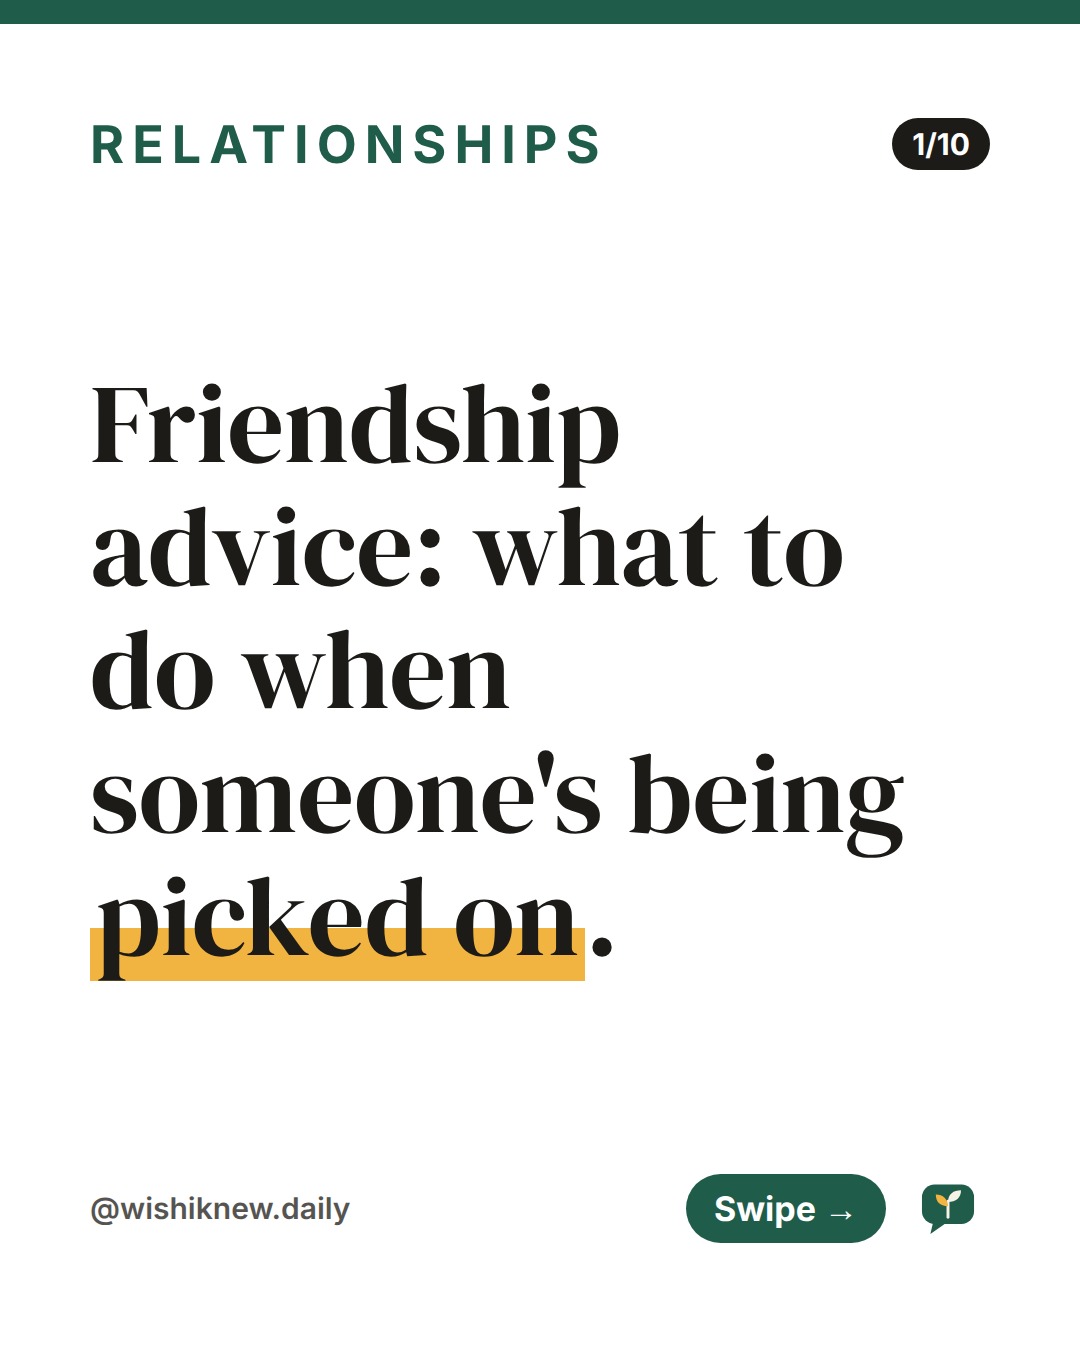 RELATIONSHIPS
1/10
Friendship
advice: what to
do when
someone's being
picked on.
@wishiknew.daily
Swipe →